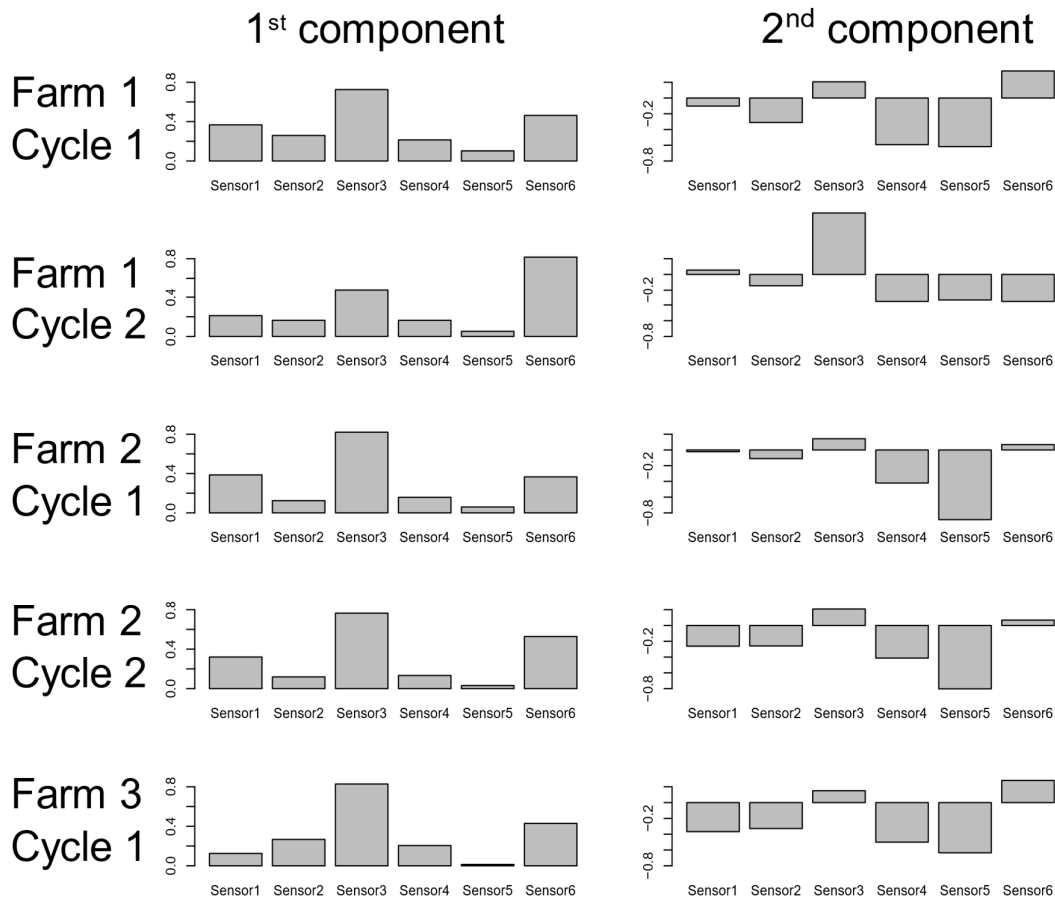 1st component 2nd component
Farm 1
Cycle 1
0.0 0.4 0.8
Sensor1 Sensor2 Sensor3 Sensor4 Sensor5 Sensor6
−0.8 −0.2
Sensor1 Sensor2 Sensor3 Sensor4 Sensor5 Sensor6
Farm 1
Cycle 2
0.0 0.4 0.8
Sensor1 Sensor2 Sensor3 Sensor4 Sensor5 Sensor6
−0.8 −0.2
Sensor1 Sensor2 Sensor3 Sensor4 Sensor5 Sensor6
Farm 2
Cycle 1
0.0 0.4 0.8
Sensor1 Sensor2 Sensor3 Sensor4 Sensor5 Sensor6
−0.8 −0.2
Sensor1 Sensor2 Sensor3 Sensor4 Sensor5 Sensor6
Farm 2
Cycle 2
0.0 0.4 0.8
Sensor1 Sensor2 Sensor3 Sensor4 Sensor5 Sensor6
−0.8 −0.2
Sensor1 Sensor2 Sensor3 Sensor4 Sensor5 Sensor6
Farm 3
Cycle 1
0.0 0.4 0.8
Sensor1 Sensor2 Sensor3 Sensor4 Sensor5 Sensor6
−0.8 −0.2
Sensor1 Sensor2 Sensor3 Sensor4 Sensor5 Sensor6